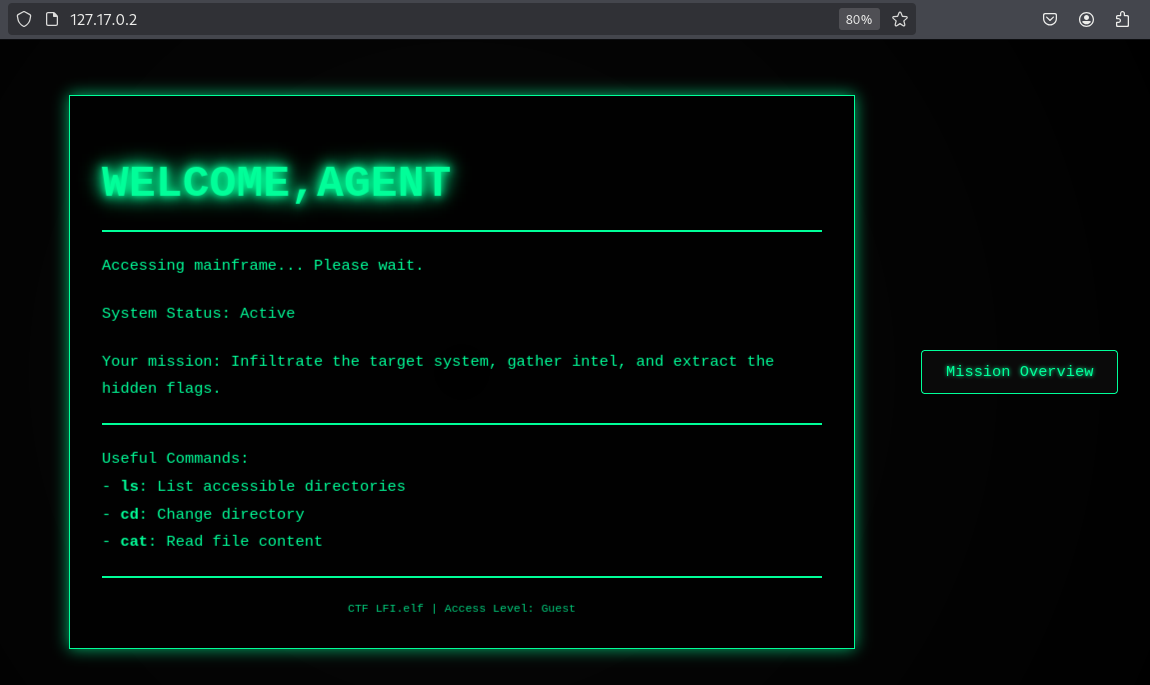 127.17.0.2
80%
WELCOME,AGENT
Accessing mainframe... Please wait.
System Status: Active
Your mission: Infiltrate the target system, gather intel, and extract the
hidden flags.
Mission Overview
Useful Commands:
- ls: List accessible directories
- cd: Change directory
- cat: Read file content
CTF LFI.elf | Access Level: Guest